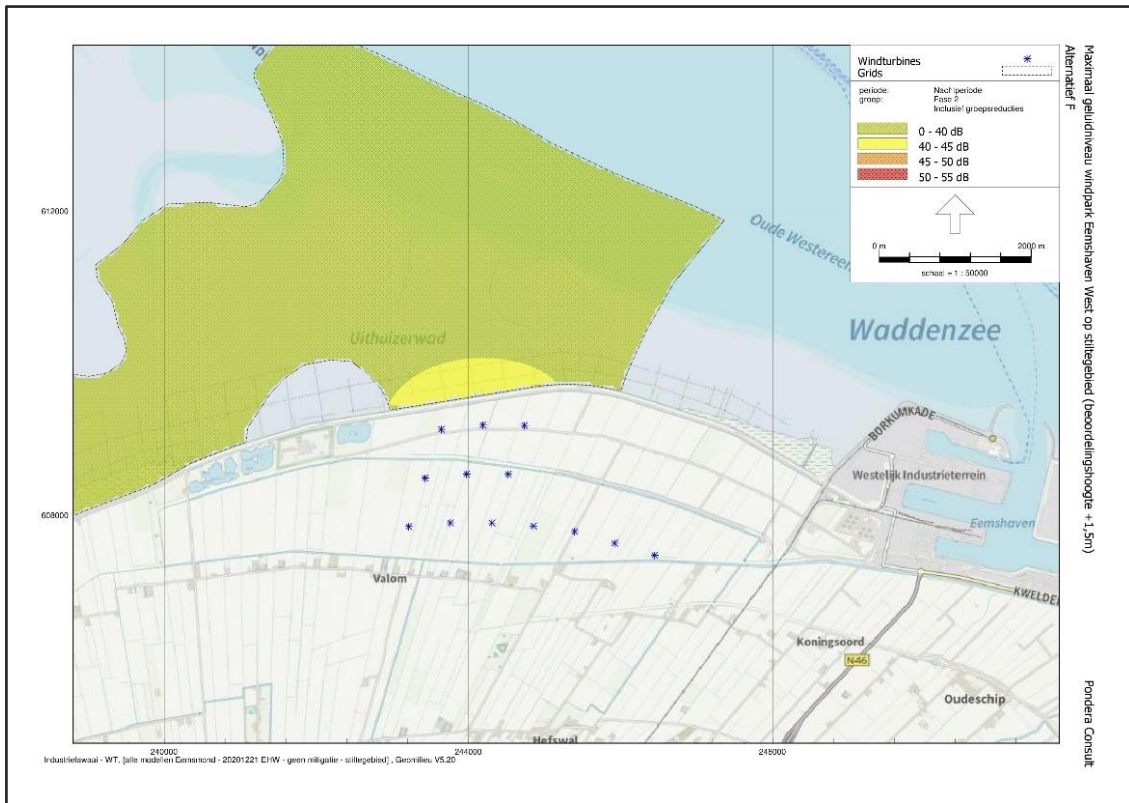 Windturbines
Grids
periode: Nachtperiode
groep: Fase 2
Inclusief groepsreducties
0 - 40 dB
40 - 45 dB
45 - 50 dB
50 - 55 dB
0 m 2000 m
schaal = 1 : 50000
Maximaal geluidniveau windpark Eemshaven West op stiltegebied (beoordelingshoogte +1,5m)
Alternatief F
Pondera Consult
612000
608000
Oude Westereem
Uithuizerwad
Waddenzee
BORKUMKADE
Westelijk Industrieterrein
Eemshaven
Valom
KWELDER
Koningsoord
N46
Oudeschip
Hefswal
240000
244000
248000
Industrielawaai - WT, [alle modellen Eemsmond - 20201221 EHW - geen mitigatie - stiltegebied] , Geomilieu V5.20